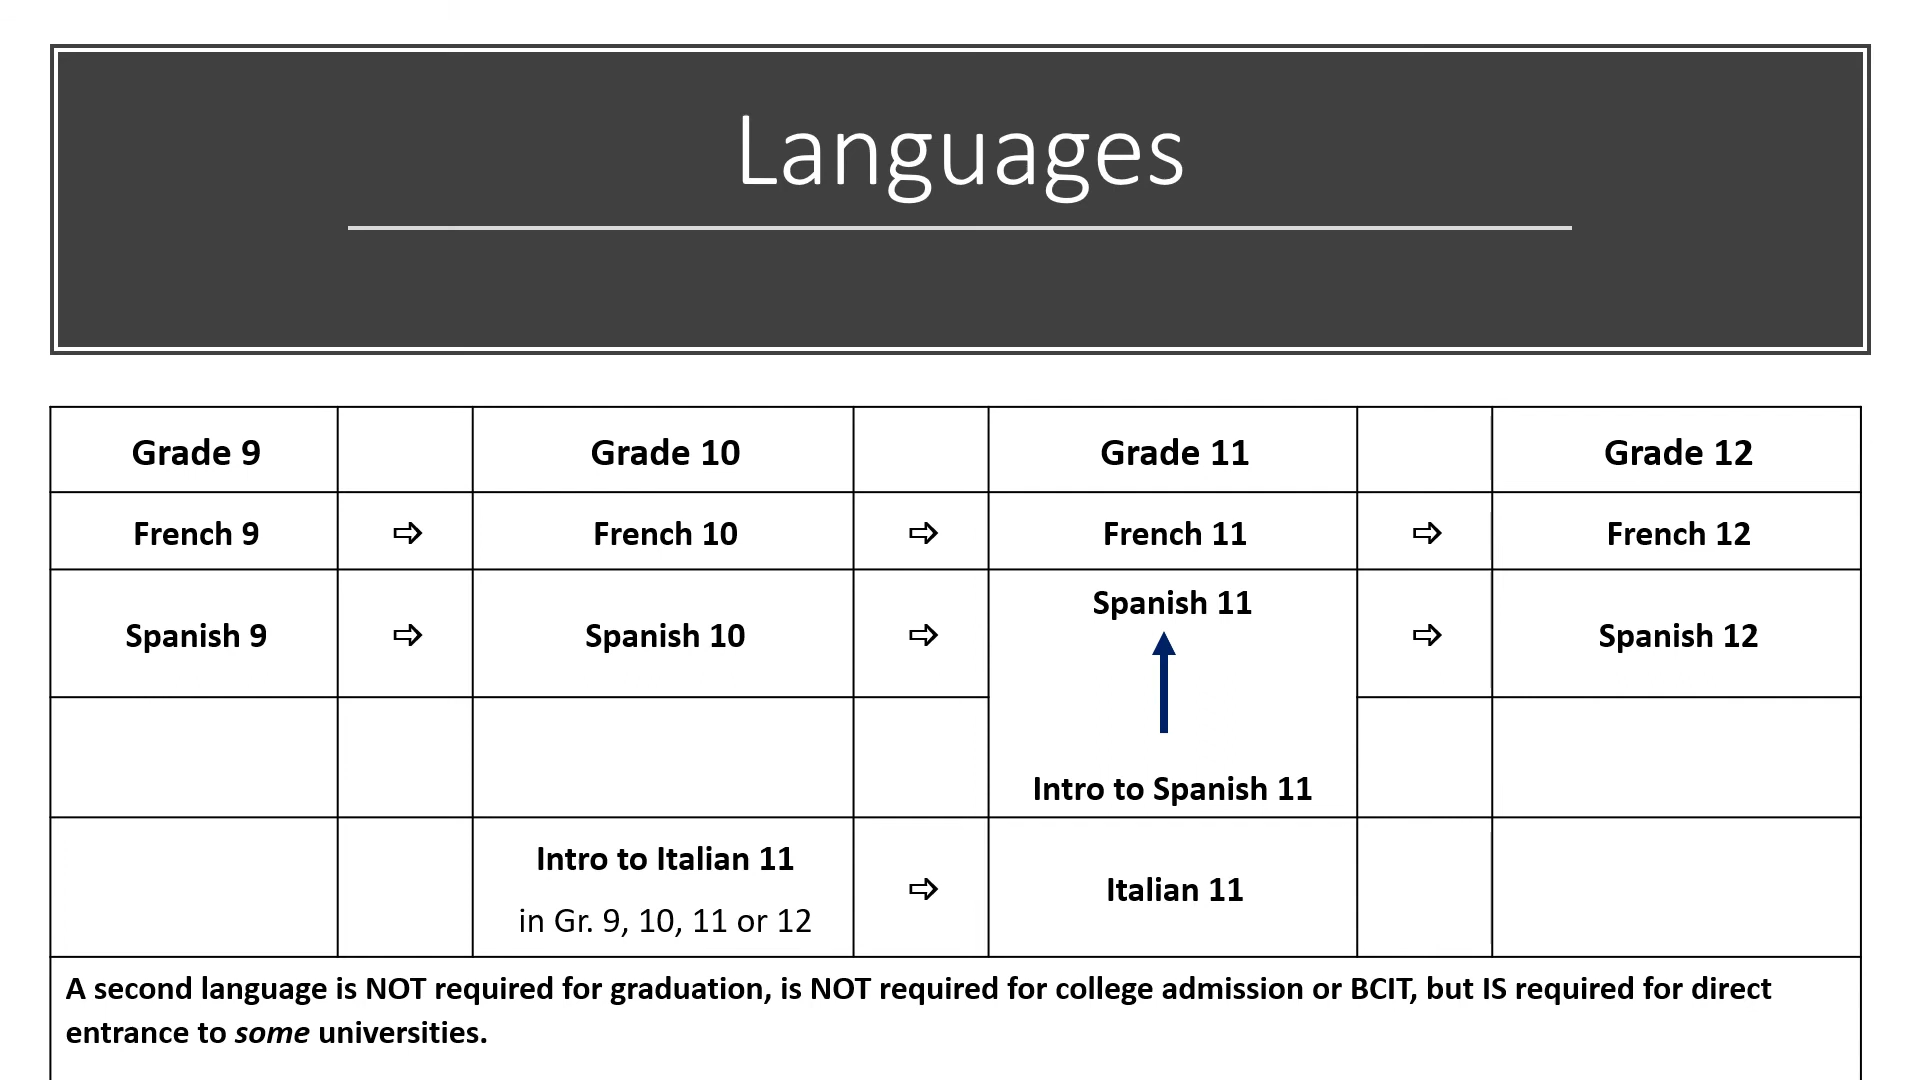 Languages
Grade 9 Grade 10 Grade 11 Grade 12
French 9 ⇨ French 10 ⇨ French 11 ⇨ French 12
Spanish 9 ⇨ Spanish 10 ⇨ Spanish 11 ⇨ Spanish 12
Intro to Spanish 11
Intro to Italian 11
in Gr. 9, 10, 11 or 12 ⇨ Italian 11
A second language is NOT required for graduation, is NOT required for college admission or BCIT, but IS required for direct
entrance to some universities.